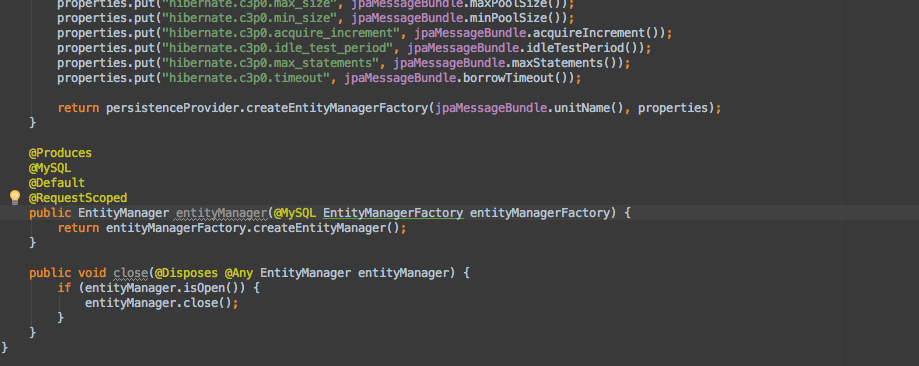 properties.put("hibernate.c3p0.max_size", jpaMessageBundle.maxPoolSize());
properties.put("hibernate.c3p0.min_size", jpaMessageBundle.minPoolSize());
properties.put("hibernate.c3p0.acquire_increment", jpaMessageBundle.acquireIncrement());
properties.put("hibernate.c3p0.idle_test_period", jpaMessageBundle.idleTestPeriod());
properties.put("hibernate.c3p0.max_statements", jpaMessageBundle.maxStatements());
properties.put("hibernate.c3p0.timeout", jpaMessageBundle.borrowTimeout());
return persistenceProvider.createEntityManagerFactory(jpaMessageBundle.unitName(), properties);
}
@Produces
@MySQL
@Default
@RequestScoped
public EntityManager entityManager(@MySQL EntityManagerFactory entityManagerFactory) {
return entityManagerFactory.createEntityManager();
}
public void close(@Disposes @Any EntityManager entityManager) {
if (entityManager.isOpen()) {
entityManager.close();
}
}
}